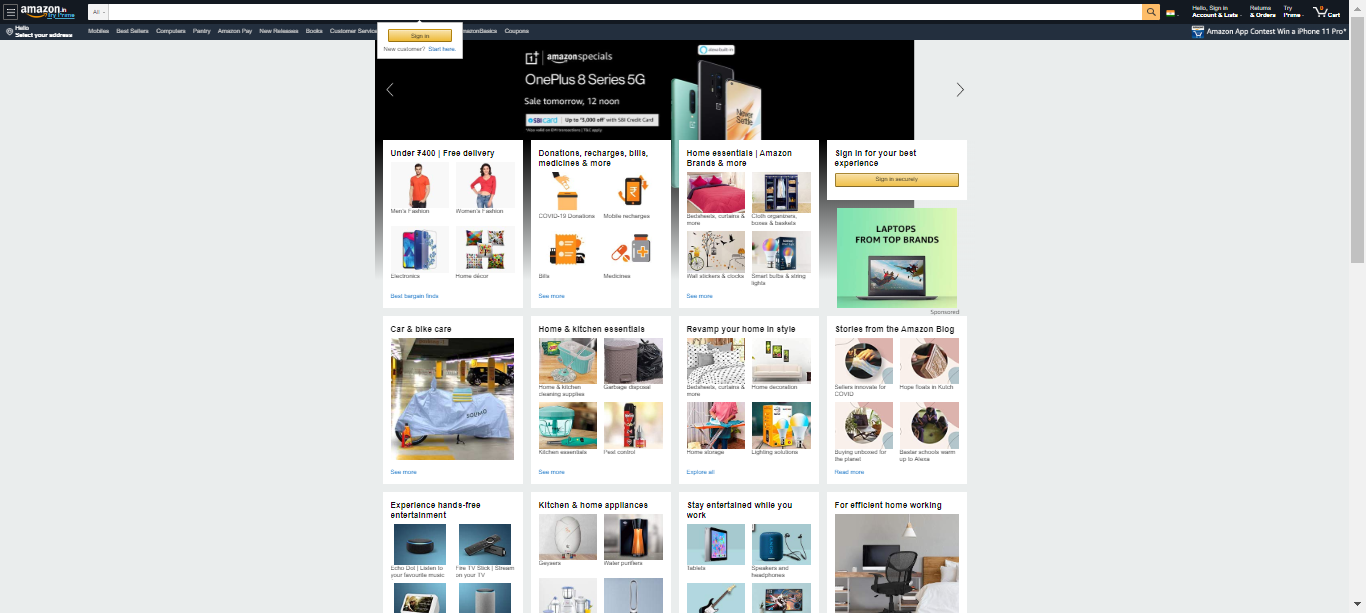 amazon.in
Try Prime
All
Hello, Sign in
Account & Lists
Returns
& Orders
Try
Prime
0
Cart
Hello
Select your address
Mobiles
Best Sellers
Computers
Pantry
Amazon Pay
New Releases
Books
Customer Service
mazonBasics
Coupons
Amazon App Contest Win a iPhone 11 Pro*
Sign in
New customer? Start here.
amazonspecials
OnePlus 8 Series 5G
Sale tomorrow, 12 noon
SBI card
Up to ₹3,000 off* with SBI Credit Card
*Also valid on EMI transactions | T&C apply
Never
Settle
Under ₹400 | Free delivery
Men's Fashion
Women's Fashion
Electronics
Home décor
Best bargain finds
Donations, recharges, bills,
medicines & more
COVID-19 Donations
Mobile recharges
Bills
Medicines
See more
Home essentials | Amazon
Brands & more
Bedsheets, curtains &
more
Cloth organizers,
boxes & baskets
Wall stickers & clocks
Smart bulbs & string
lights
See more
Sign in for your best
experience
Sign in securely
LAPTOPS
FROM TOP BRANDS
Sponsored
Car & bike care
SOLIMO
See more
Home & kitchen essentials
Home & kitchen
cleaning supplies
Garbage disposal
Kitchen essentials
Pest control
See more
Revamp your home in style
Bedsheets, curtains &
more
Home decoration
Home storage
Lighting solutions
Explore all
Stories from the Amazon Blog
Sellers innovate for
COVID
Hope floats in Kutch
Buying unboxed for
the planet
Bastar schools warm
up to Alexa
Read more
Experience hands-free
entertainment
Echo Dot | Listen to
your favourite music
Fire TV Stick | Stream
on your TV
Kitchen & home appliances
Geysers
Water purifiers
Stay entertained while you
work
Tablets
Speakers and
headphones
For efficient home working